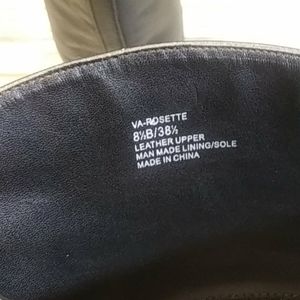 VA-ROSETTE
8½B/38½
LEATHER UPPER
MAN MADE LINING/SOLE
MADE IN CHINA